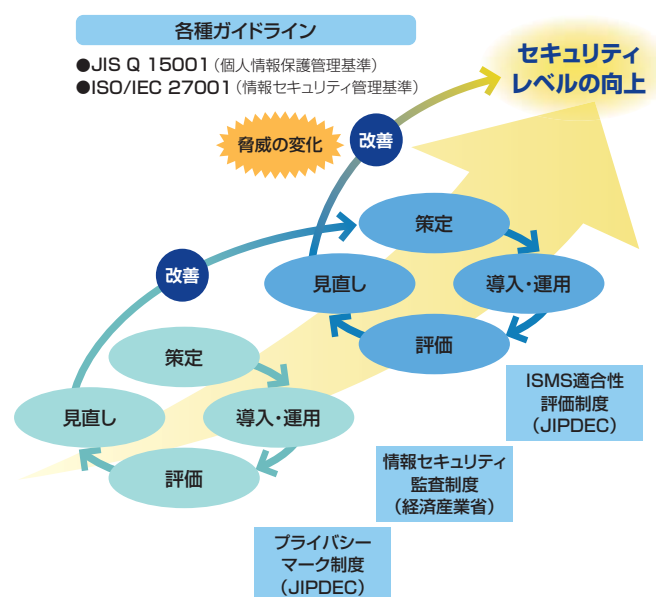 各種ガイドライン
●JIS Q 15001（個人情報保護管理基準）
●ISO/IEC 27001（情報セキュリティ管理基準）
セキュリティ
レベルの向上
脅威の変化
改善
策定
改善
見直し
導入・運用
評価
策定
見直し
導入・運用
評価
ISMS適合性
評価制度
（JIPDEC）
情報セキュリティ
監査制度
（経済産業省）
プライバシー
マーク制度
（JIPDEC）